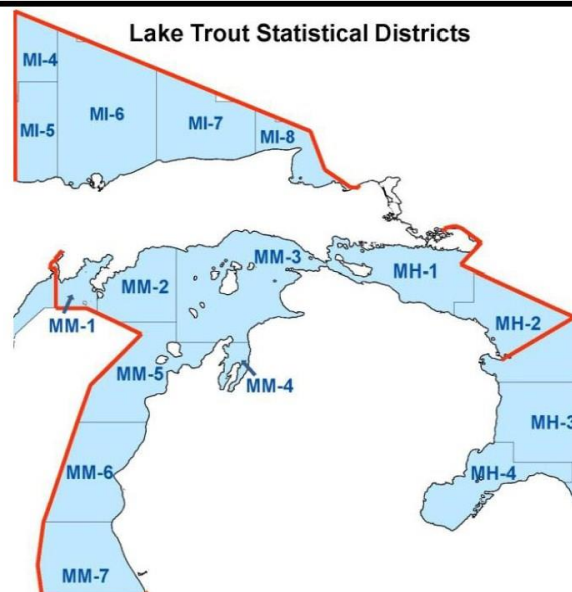 Lake Trout Statistical Districts
MI-4
MI-5
MI-6
MI-7
MI-8
MM-3
MM-2
MH-1
MM-1
MH-2
MM-5
MM-4
MH-3
MM-6
MH-4
MM-7